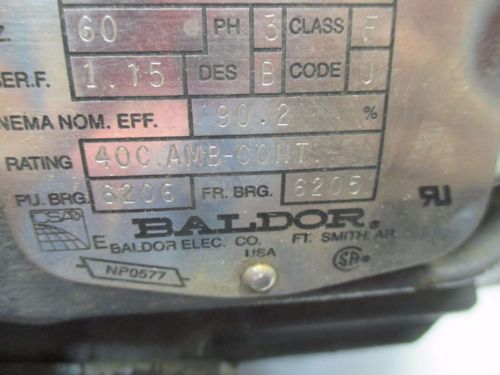 Z. 60 PH 3 CLASS F
SER.F. 1.15 DES B CODE J
NEMA NOM. EFF. 90.2 %
RATING 40C AMB-CONT
PU. BRG. 6206 FR. BRG. 6205
BALDOR®
E BALDOR ELEC. CO. FT. SMITH, AR
USA
NP0577